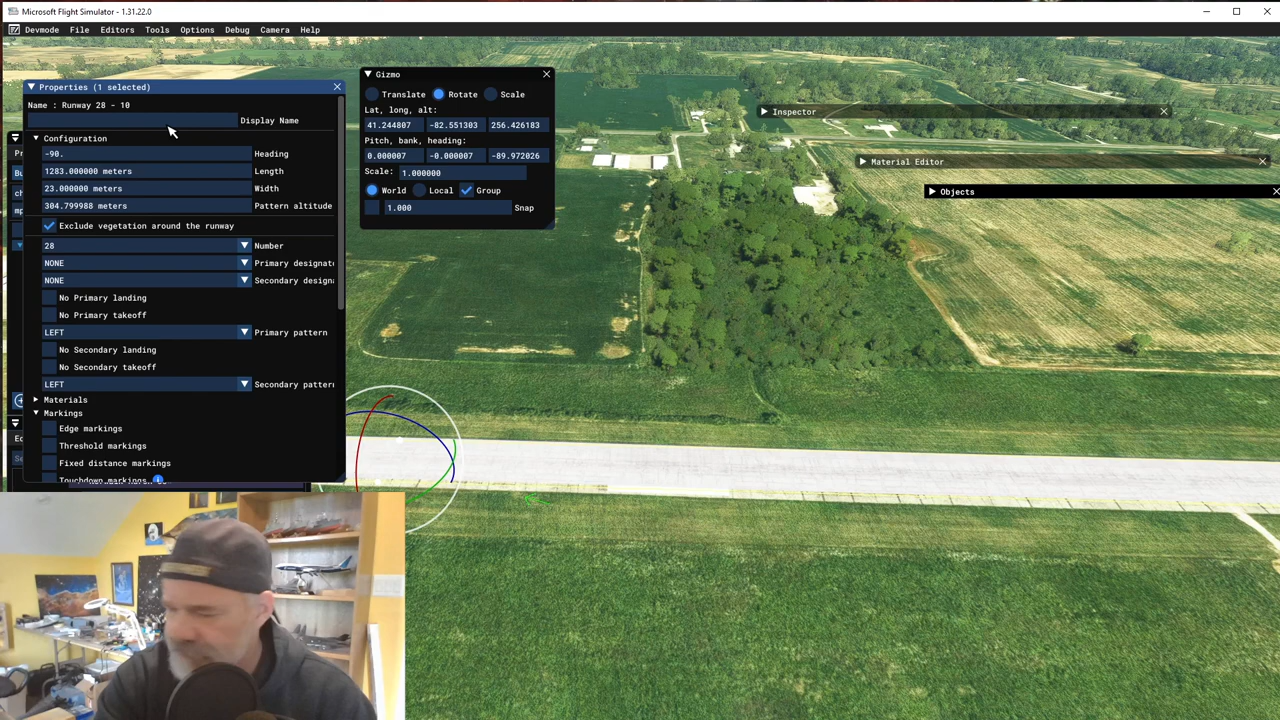 Microsoft Flight Simulator - 1.31.22.0
Devmode File Editors Tools Options Debug Camera Help
Properties (1 selected)
Name : Runway 28 - 10
Display Name
Configuration
-90. Heading
1283.000000 meters Length
23.000000 meters Width
304.799988 meters Pattern altitude
Exclude vegetation around the runway
28 Number
NONE Primary designat
NONE Secondary design
No Primary landing
No Primary takeoff
LEFT Primary pattern
No Secondary landing
No Secondary takeoff
LEFT Secondary patter
Materials
Markings
Edge markings
Threshold markings
Fixed distance markings
Touchdown markings
Gizmo
Translate Rotate Scale
Lat, long, alt:
41.244807 -82.551303 256.426183
Pitch, bank, heading:
0.000007 -0.000007 -89.972026
Scale: 1.000000
World Local Group
1.000 Snap
Inspector
Material Editor
Objects